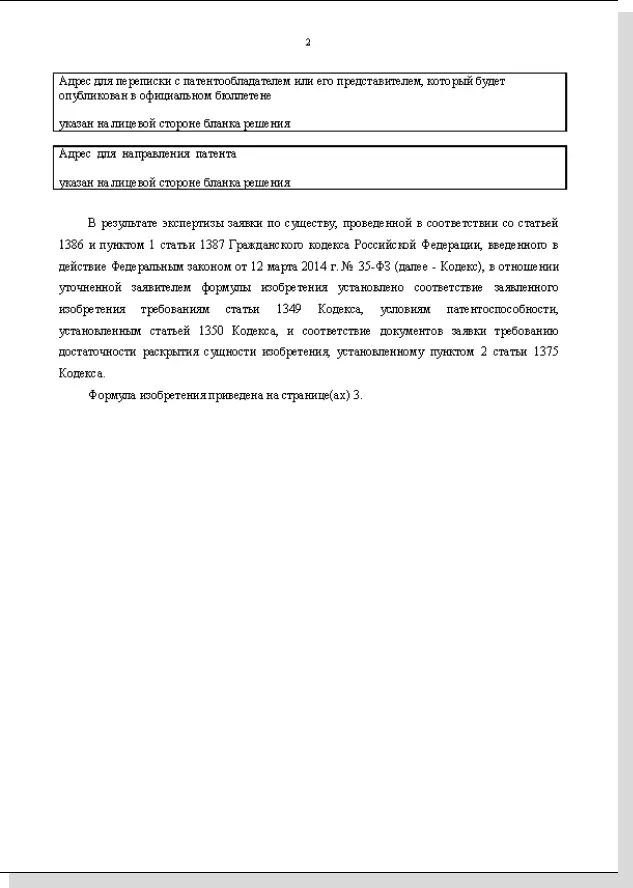 2
Адрес для переписки с патентообладателем или его представителем, который будет
опубликован в официальном бюллетене
указан на лицевой стороне бланка решения
Адрес для направления патента
указан на лицевой стороне бланка решения
В результате экспертизы заявки по существу, проведенной в соответствии со статьей
1386 и пунктом 1 статьи 1387 Гражданского кодекса Российской Федерации, введенного в
действие Федеральным законом от 12 марта 2014 г. № 35-ФЗ (далее - Кодекс), в отношении
уточненной заявителем формулы изобретения установлено соответствие заявленного
изобретения требованиям статьи 1349 Кодекса, условиям патентоспособности,
установленным статьей 1350 Кодекса, и соответствие документов заявки требованию
достаточности раскрытия сущности изобретения, установленному пунктом 2 статьи 1375
Кодекса.
Формула изобретения приведена на странице(ах) 3.